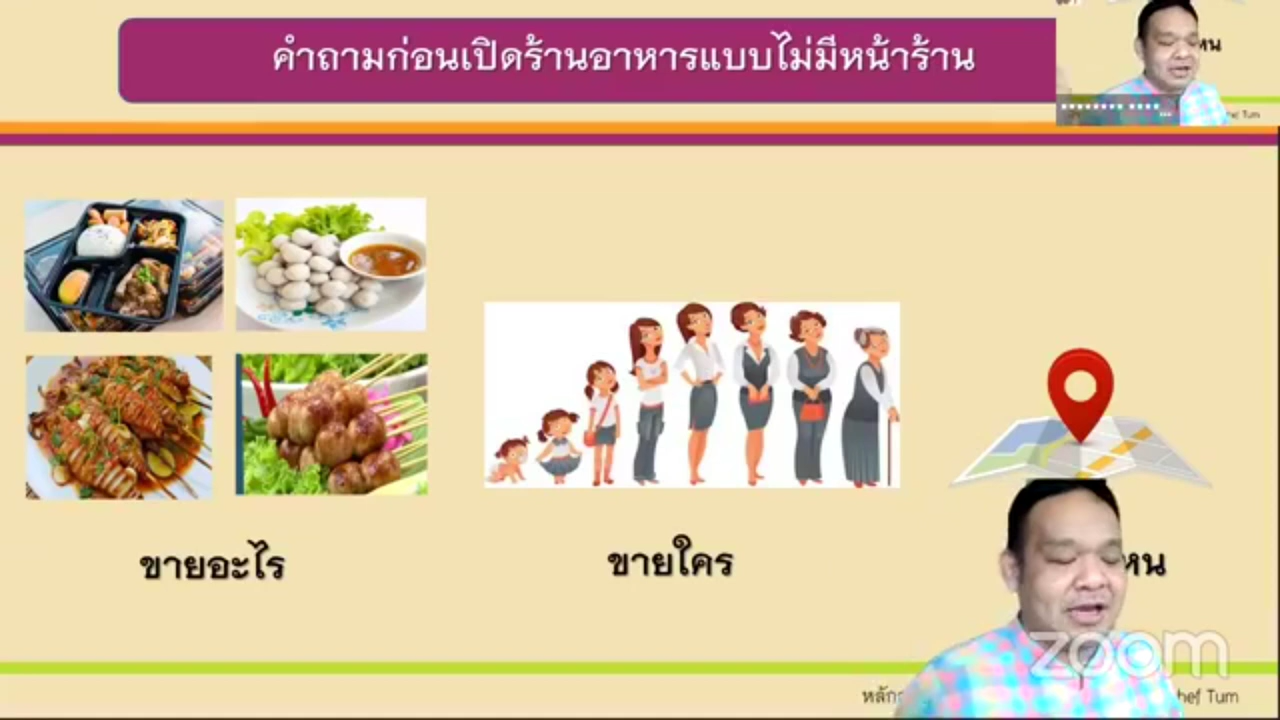 คำถามก่อนเปิดร้านอาหารแบบไม่มีหน้าร้าน
ขายอะไร
ขายใคร
zoom
Tum